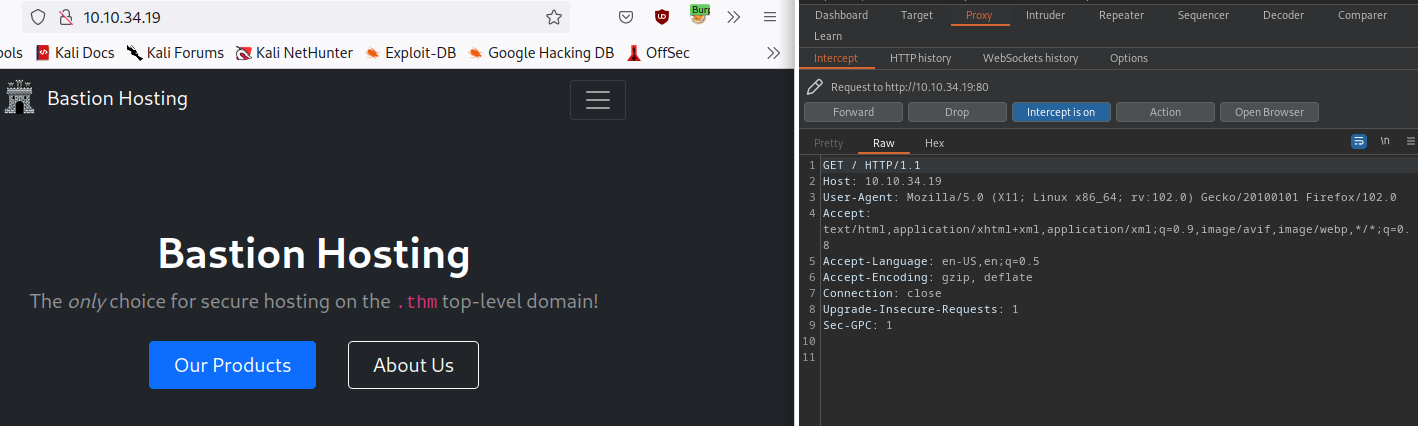 10.10.34.19
Burp
ools Kali Docs Kali Forums Kali NetHunter Exploit-DB Google Hacking DB OffSec
Bastion Hosting
Bastion Hosting
The only choice for secure hosting on the .thm top-level domain!
Our Products About Us
Dashboard Target Proxy Intruder Repeater Sequencer Decoder Comparer
Learn
Intercept HTTP history WebSockets history Options
Request to http://10.10.34.19:80
Forward Drop Intercept is on Action Open Browser
Pretty Raw Hex \n
1 GET / HTTP/1.1
2 Host: 10.10.34.19
3 User-Agent: Mozilla/5.0 (X11; Linux x86_64; rv:102.0) Gecko/20100101 Firefox/102.0
4 Accept:
text/html,application/xhtml+xml,application/xml;q=0.9,image/avif,image/webp,*/*;q=0.
8
5 Accept-Language: en-US,en;q=0.5
6 Accept-Encoding: gzip, deflate
7 Connection: close
8 Upgrade-Insecure-Requests: 1
9 Sec-GPC: 1
10
11